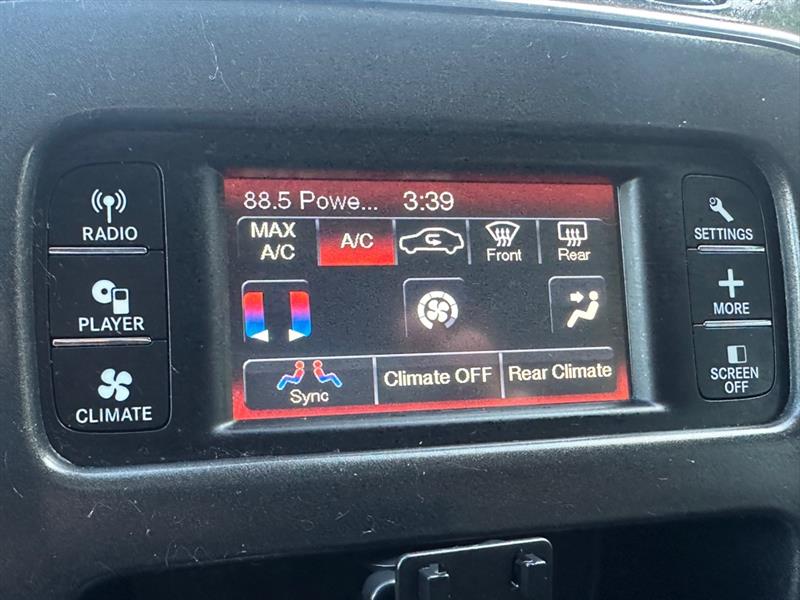 RADIO
PLAYER
CLIMATE
88.5 Powe... 3:39
MAX
A/C
A/C
Front
Rear
Sync
Climate OFF
Rear Climate
SETTINGS
MORE
SCREEN
OFF